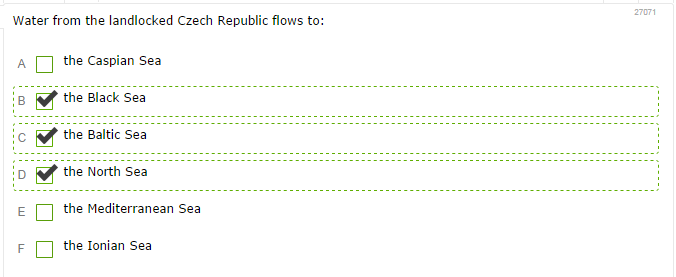 27071
Water from the landlocked Czech Republic flows to:
A the Caspian Sea
B the Black Sea
C the Baltic Sea
D the North Sea
E the Mediterranean Sea
F the Ionian Sea